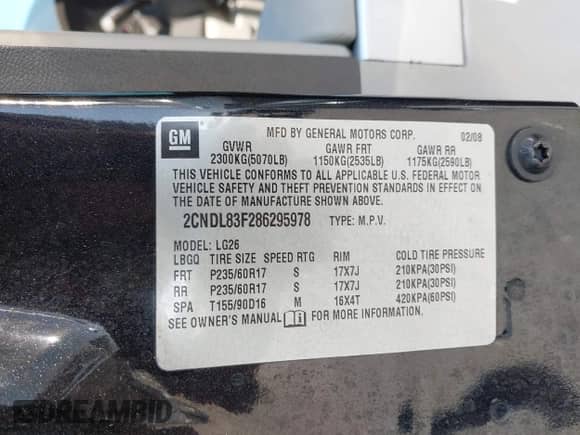 GM
MFD BY GENERAL MOTORS CORP. 02/08
GVWR GAWR FRT GAWR RR
2300KG(5070LB) 1150KG(2535LB) 1175KG(2590LB)
THIS VEHICLE CONFORMS TO ALL APPLICABLE U.S. FEDERAL MOTOR
VEHICLE SAFETY AND THEFT PREVENTION STANDARDS IN EFFECT ON
THE DATE OF MANUFACTURE SHOWN ABOVE.
2CNDL83F286295978 TYPE: M.P.V.
MODEL: LG26
LBGQ TIRE SIZE SPEED RTG RIM COLD TIRE PRESSURE
FRT P235/60R17 S 17X7J 210KPA(30PSI)
RR P235/60R17 S 17X7J 210KPA(30PSI)
SPA T155/90D16 M 16X4T 420KPA(60PSI)
SEE OWNER'S MANUAL i FOR MORE INFORMATION.
DREAMBID